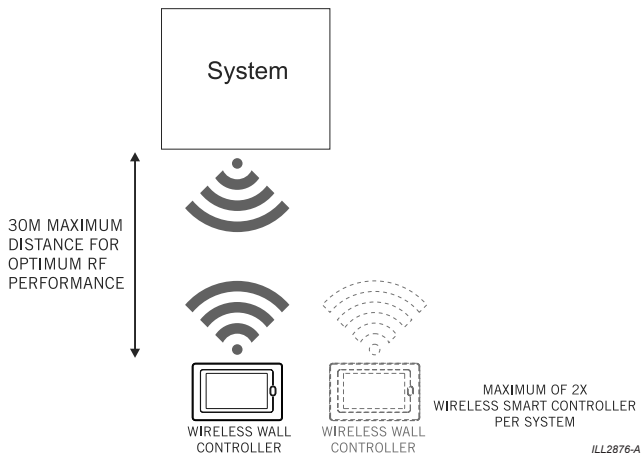 System
30M MAXIMUM
DISTANCE FOR
OPTIMUM RF
PERFORMANCE
WIRELESS WALL
CONTROLLER
WIRELESS WALL
CONTROLLER
MAXIMUM OF 2X
WIRELESS SMART CONTROLLER
PER SYSTEM
ILL2876-A